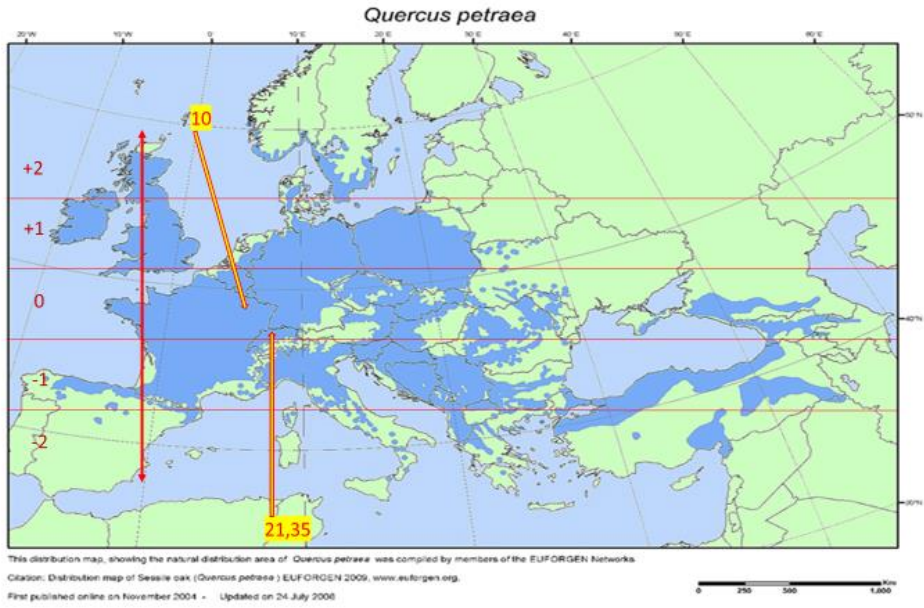 Quercus petraea
20°W 10°W 0° 10°E 20°E 30°E 40°E
10
50°N
+2
+1
0
40°N
-1
-2
30°N
21,35
This distribution map, showing the natural distribution area of Quercus petraea was compiled by members of the EUFORGEN Networks
Citation: Distribution map of Sessile oak (Quercus petraea) EUFORGEN 2009, www.euforgen.org.
First published online on November 2004 - Updated on 24 July 2008
Km
0 250 500 1,000